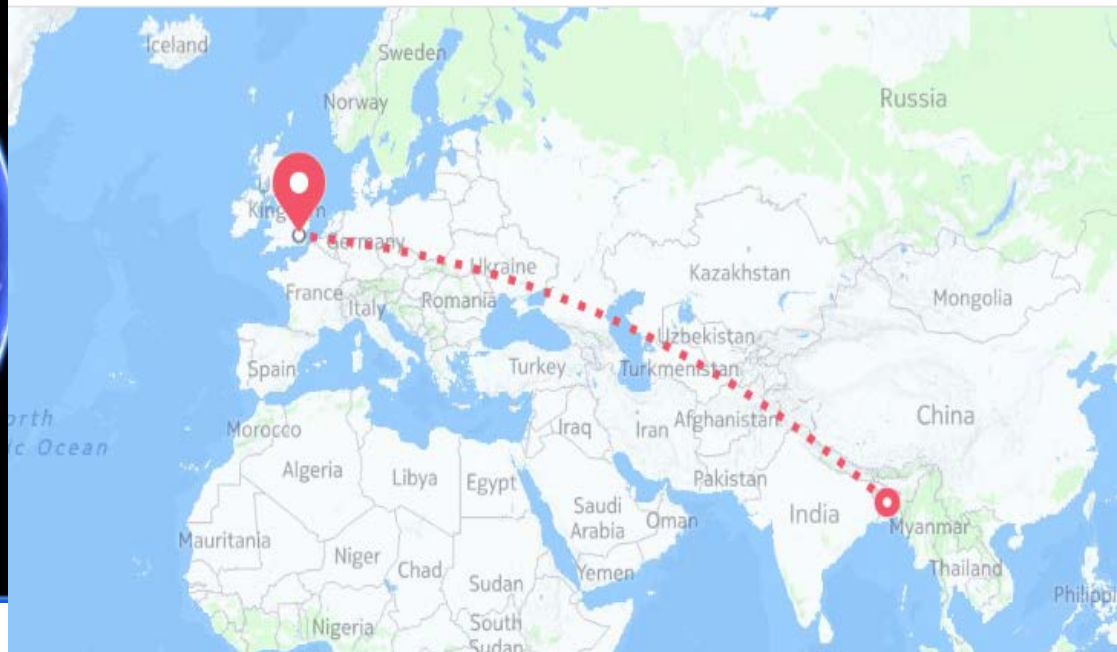 Iceland
Sweden
Norway
Russia
Germany
Ukraine
Kazakhstan
Mongolia
France
Italy
Romania
Uzbekistan
Spain
Turkey
Turkmenistan
China
Morocco
Iraq
Iran
Afghanistan
Algeria
Libya
Egypt
Pakistan
India
Saudi
Arabia
Oman
Myanmar
Mauritania
Niger
Chad
Sudan
Yemen
Thailand
Nigeria
South
Sudan
Ocean